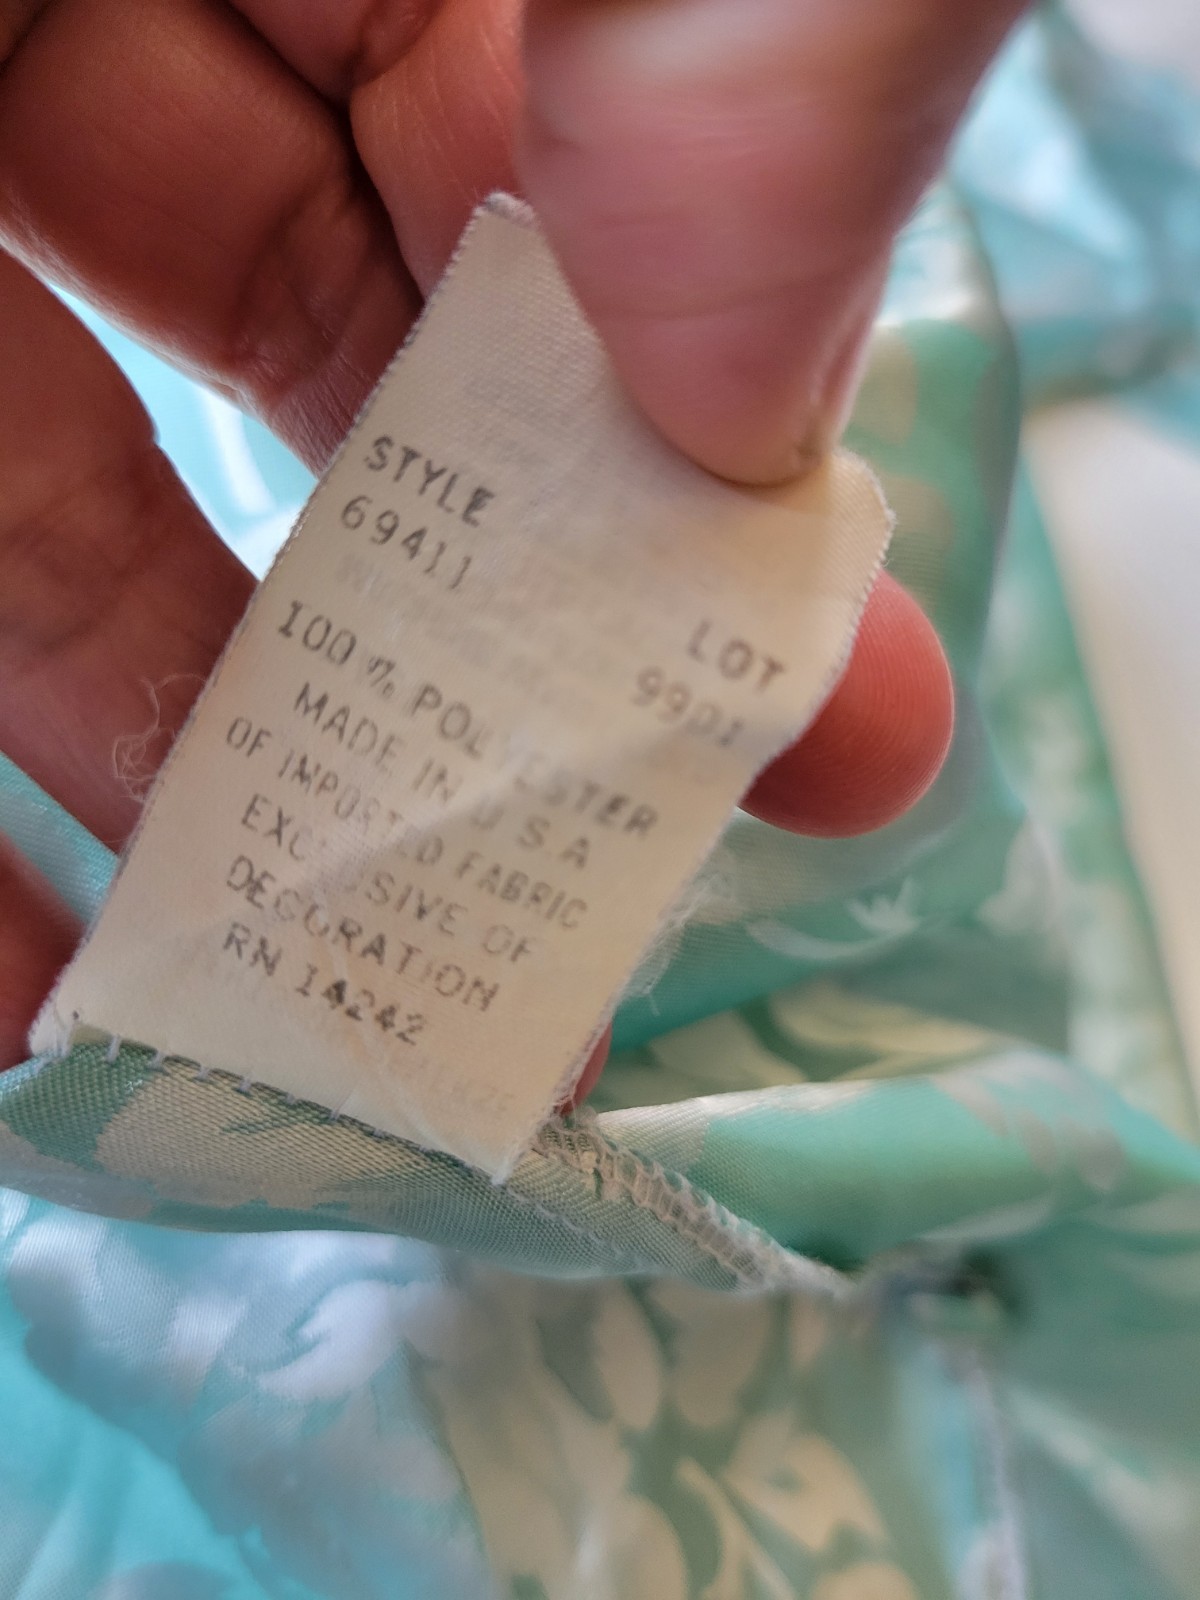 STYLE
69411
LOT
9901
100 % POLYESTER
MADE IN U S A
OF IMPORTED FABRIC
EXCLUSIVE OF
DECORATION
RN 14242